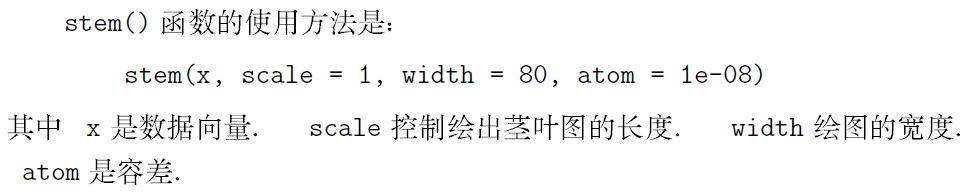 stem() 函数的使用方法是:
stem(x, scale = 1, width = 80, atom = 1e-08)
其中 x 是数据向量. scale 控制绘出茎叶图的长度. width 绘图的宽度.
atom 是容差.